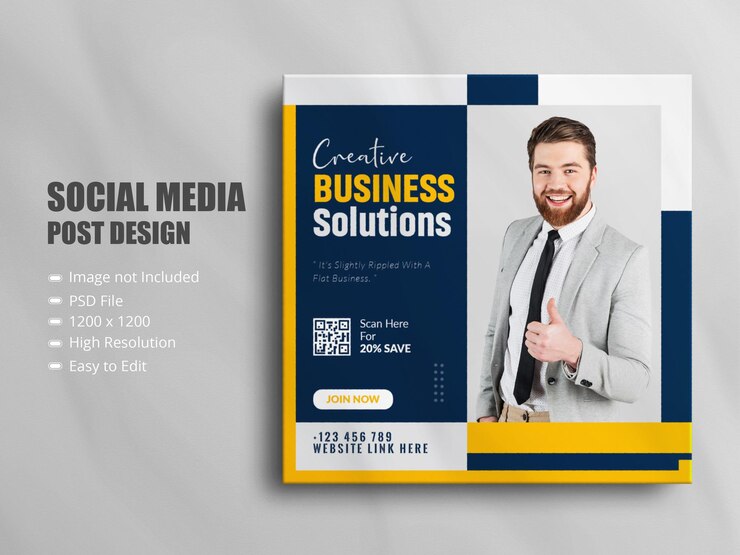 SOCIAL MEDIA
POST DESIGN
Image not Included
PSD File
1200 x 1200
High Resolution
Easy to Edit
Creative
BUSINESS
Solutions
" It's Slightly Rippled With A
Flat Business. "
Scan Here
For
20% SAVE
JOIN NOW
+123 456 789
WEBSITE LINK HERE